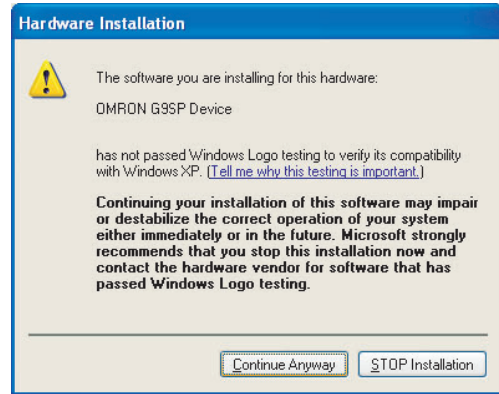 Hardware Installation
The software you are installing for this hardware:
OMRON G9SP Device
has not passed Windows Logo testing to verify its compatibility
with Windows XP. (Tell me why this testing is important.)
Continuing your installation of this software may impair
or destabilize the correct operation of your system
either immediately or in the future. Microsoft strongly
recommends that you stop this installation now and
contact the hardware vendor for software that has
passed Windows Logo testing.
Continue Anyway
STOP Installation